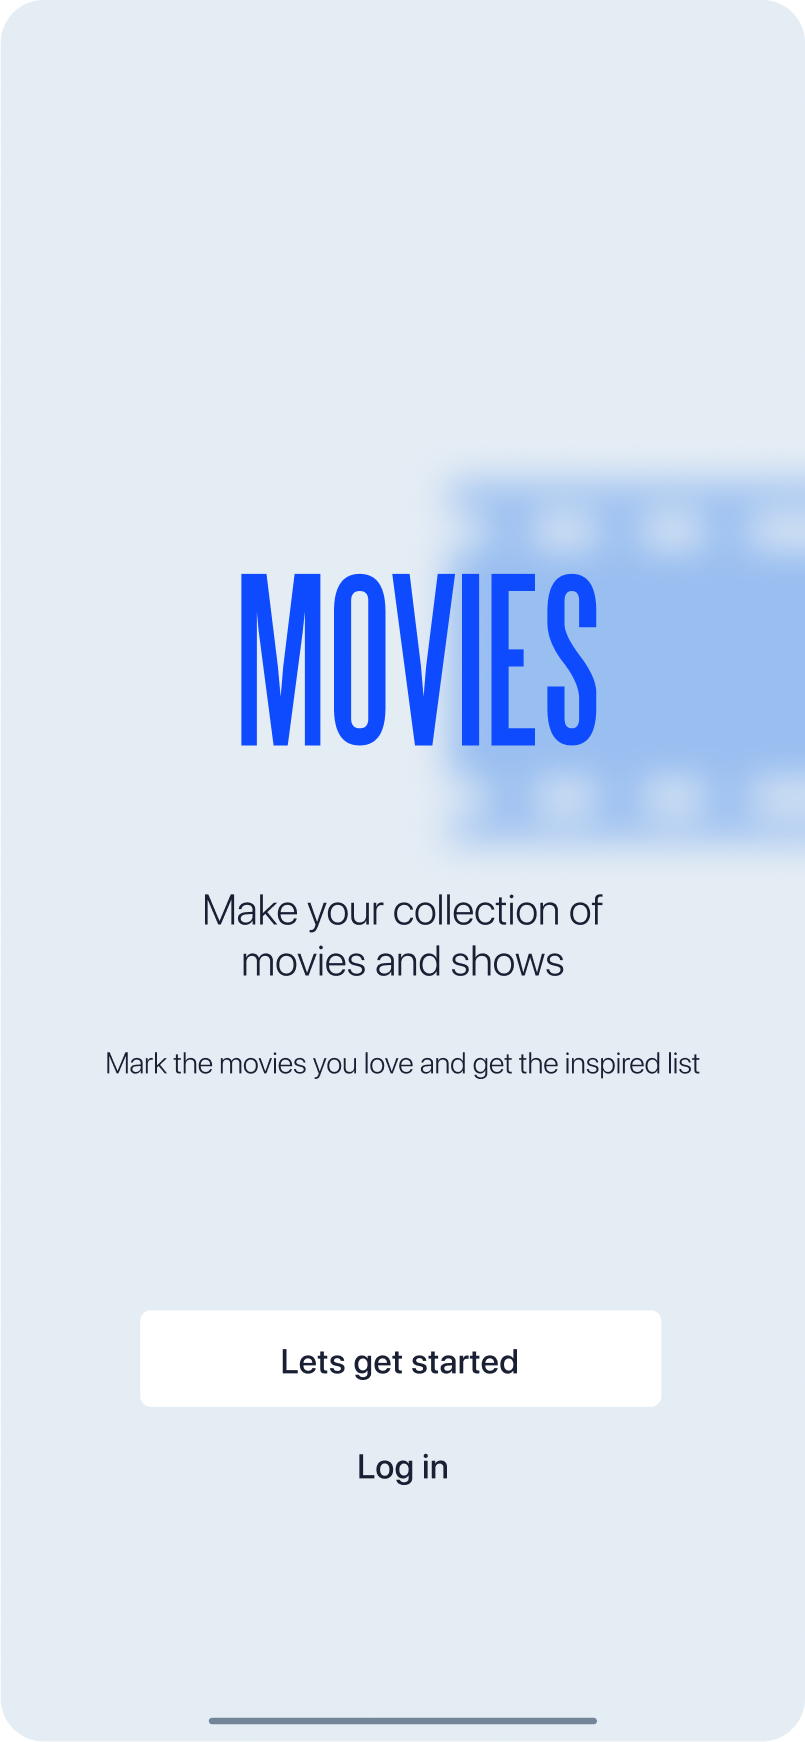 MOVIES
Make your collection of
movies and shows
Mark the movies you love and get the inspired list
Lets get started
Log in